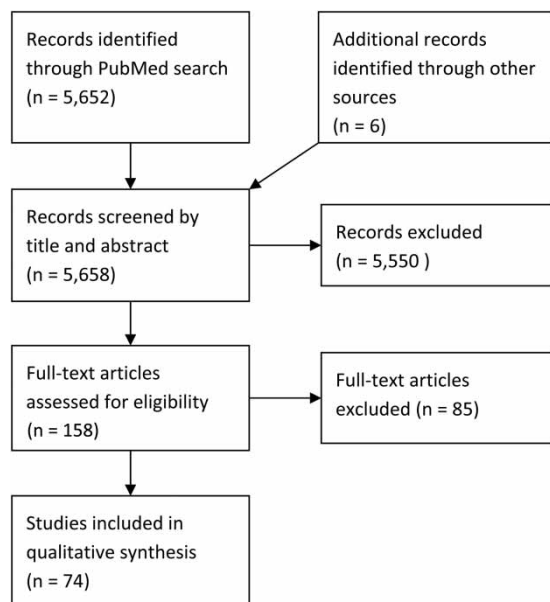 Records identified
through PubMed search
(n = 5,652)
Additional records
identified through other
sources
(n = 6)
Records screened by
title and abstract
(n = 5,658)
Records excluded
(n = 5,550 )
Full-text articles
assessed for eligibility
(n = 158)
Full-text articles
excluded (n = 85)
Studies included in
qualitative synthesis
(n = 74)